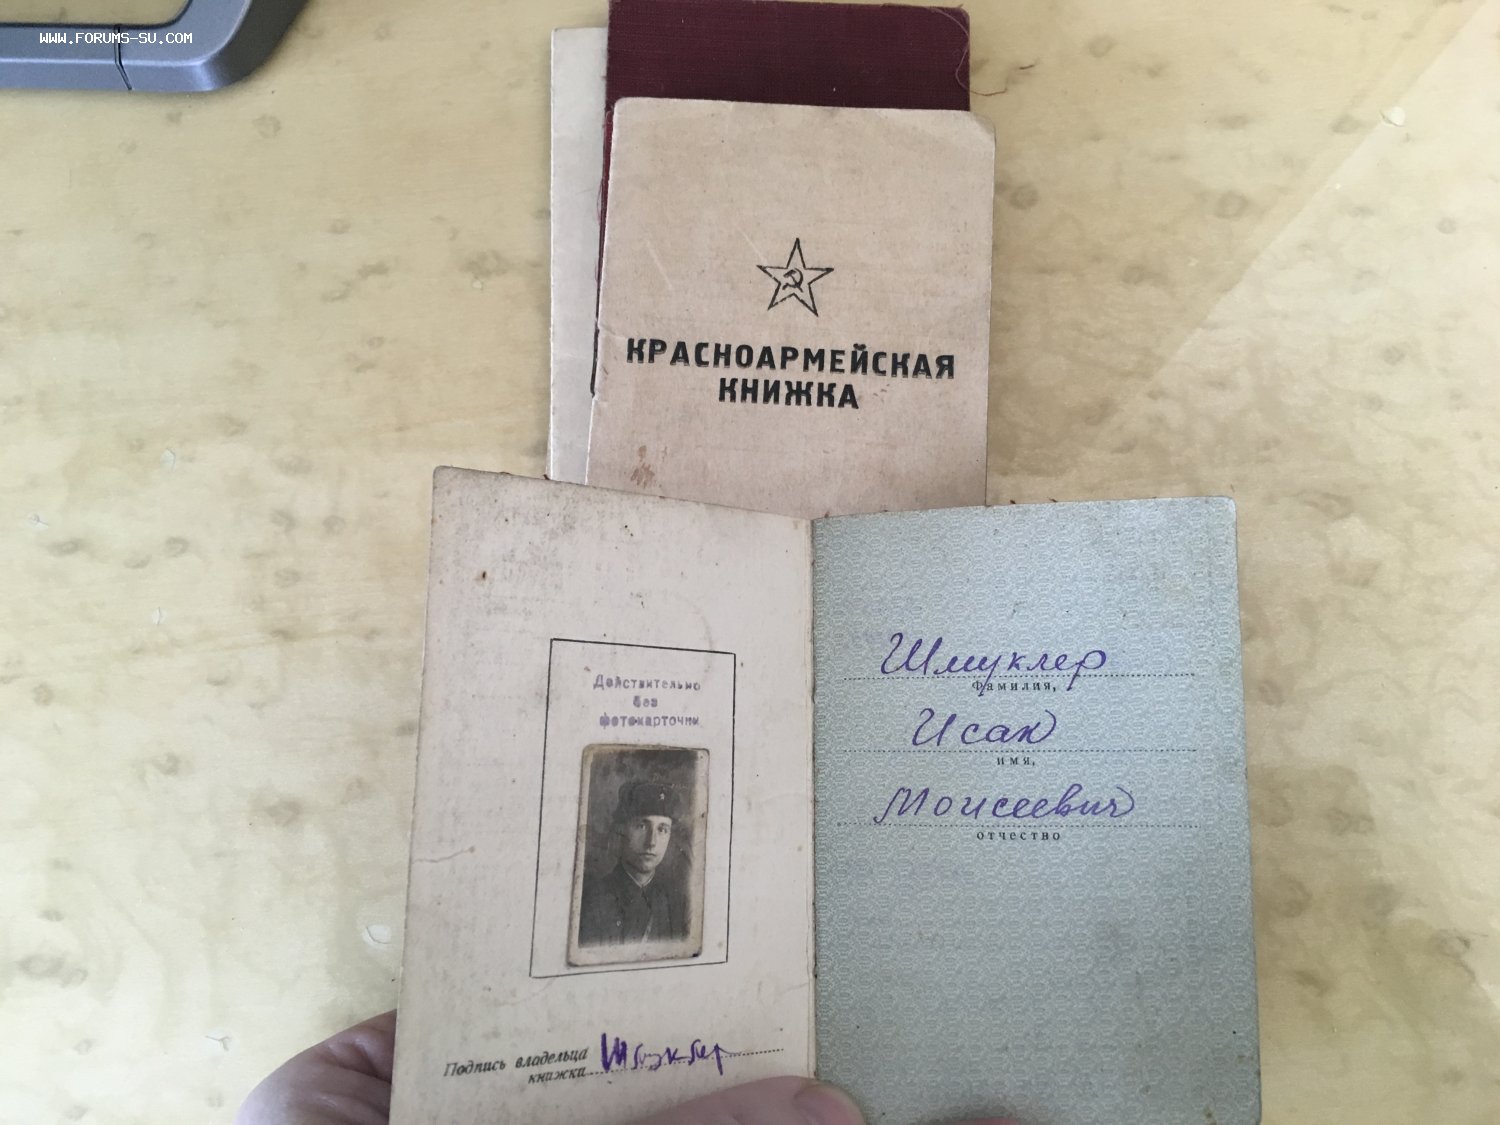 WWW.FORUMS-SU.COM
КРАСНОАРМЕЙСКАЯ
КНИЖКА
Действительно
без
фотокарточки
Подпись владельца
книжки Шмуклер
Шмуклер
Фамилия,
Исак
имя,
Моисеевич
отчество